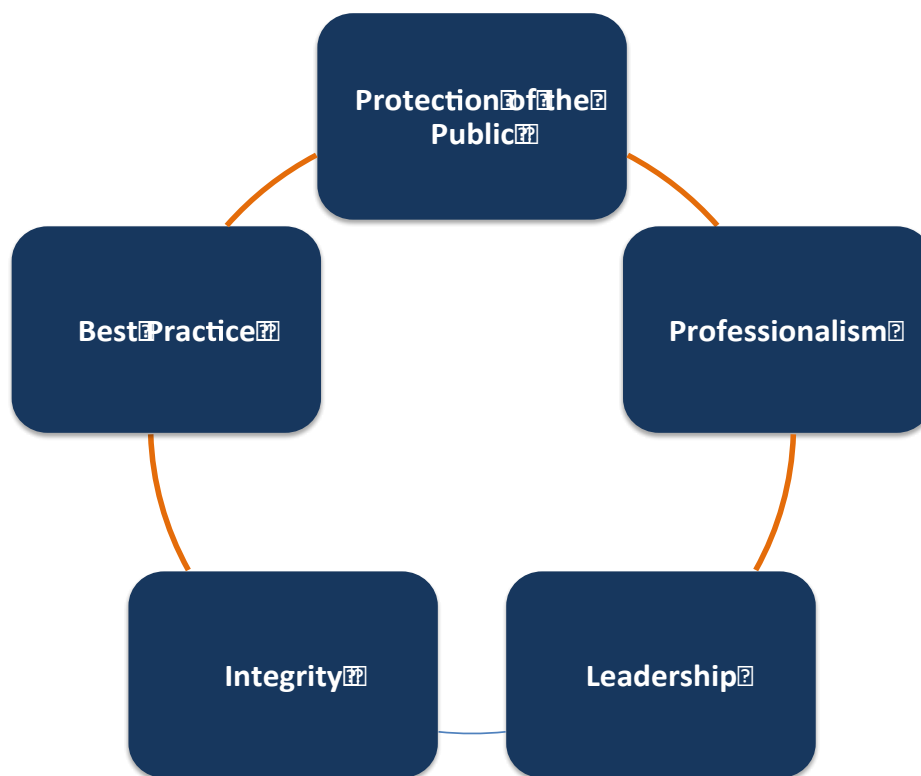 Protection of the
Public
Professionalism
Leadership
Integrity
Best Practice